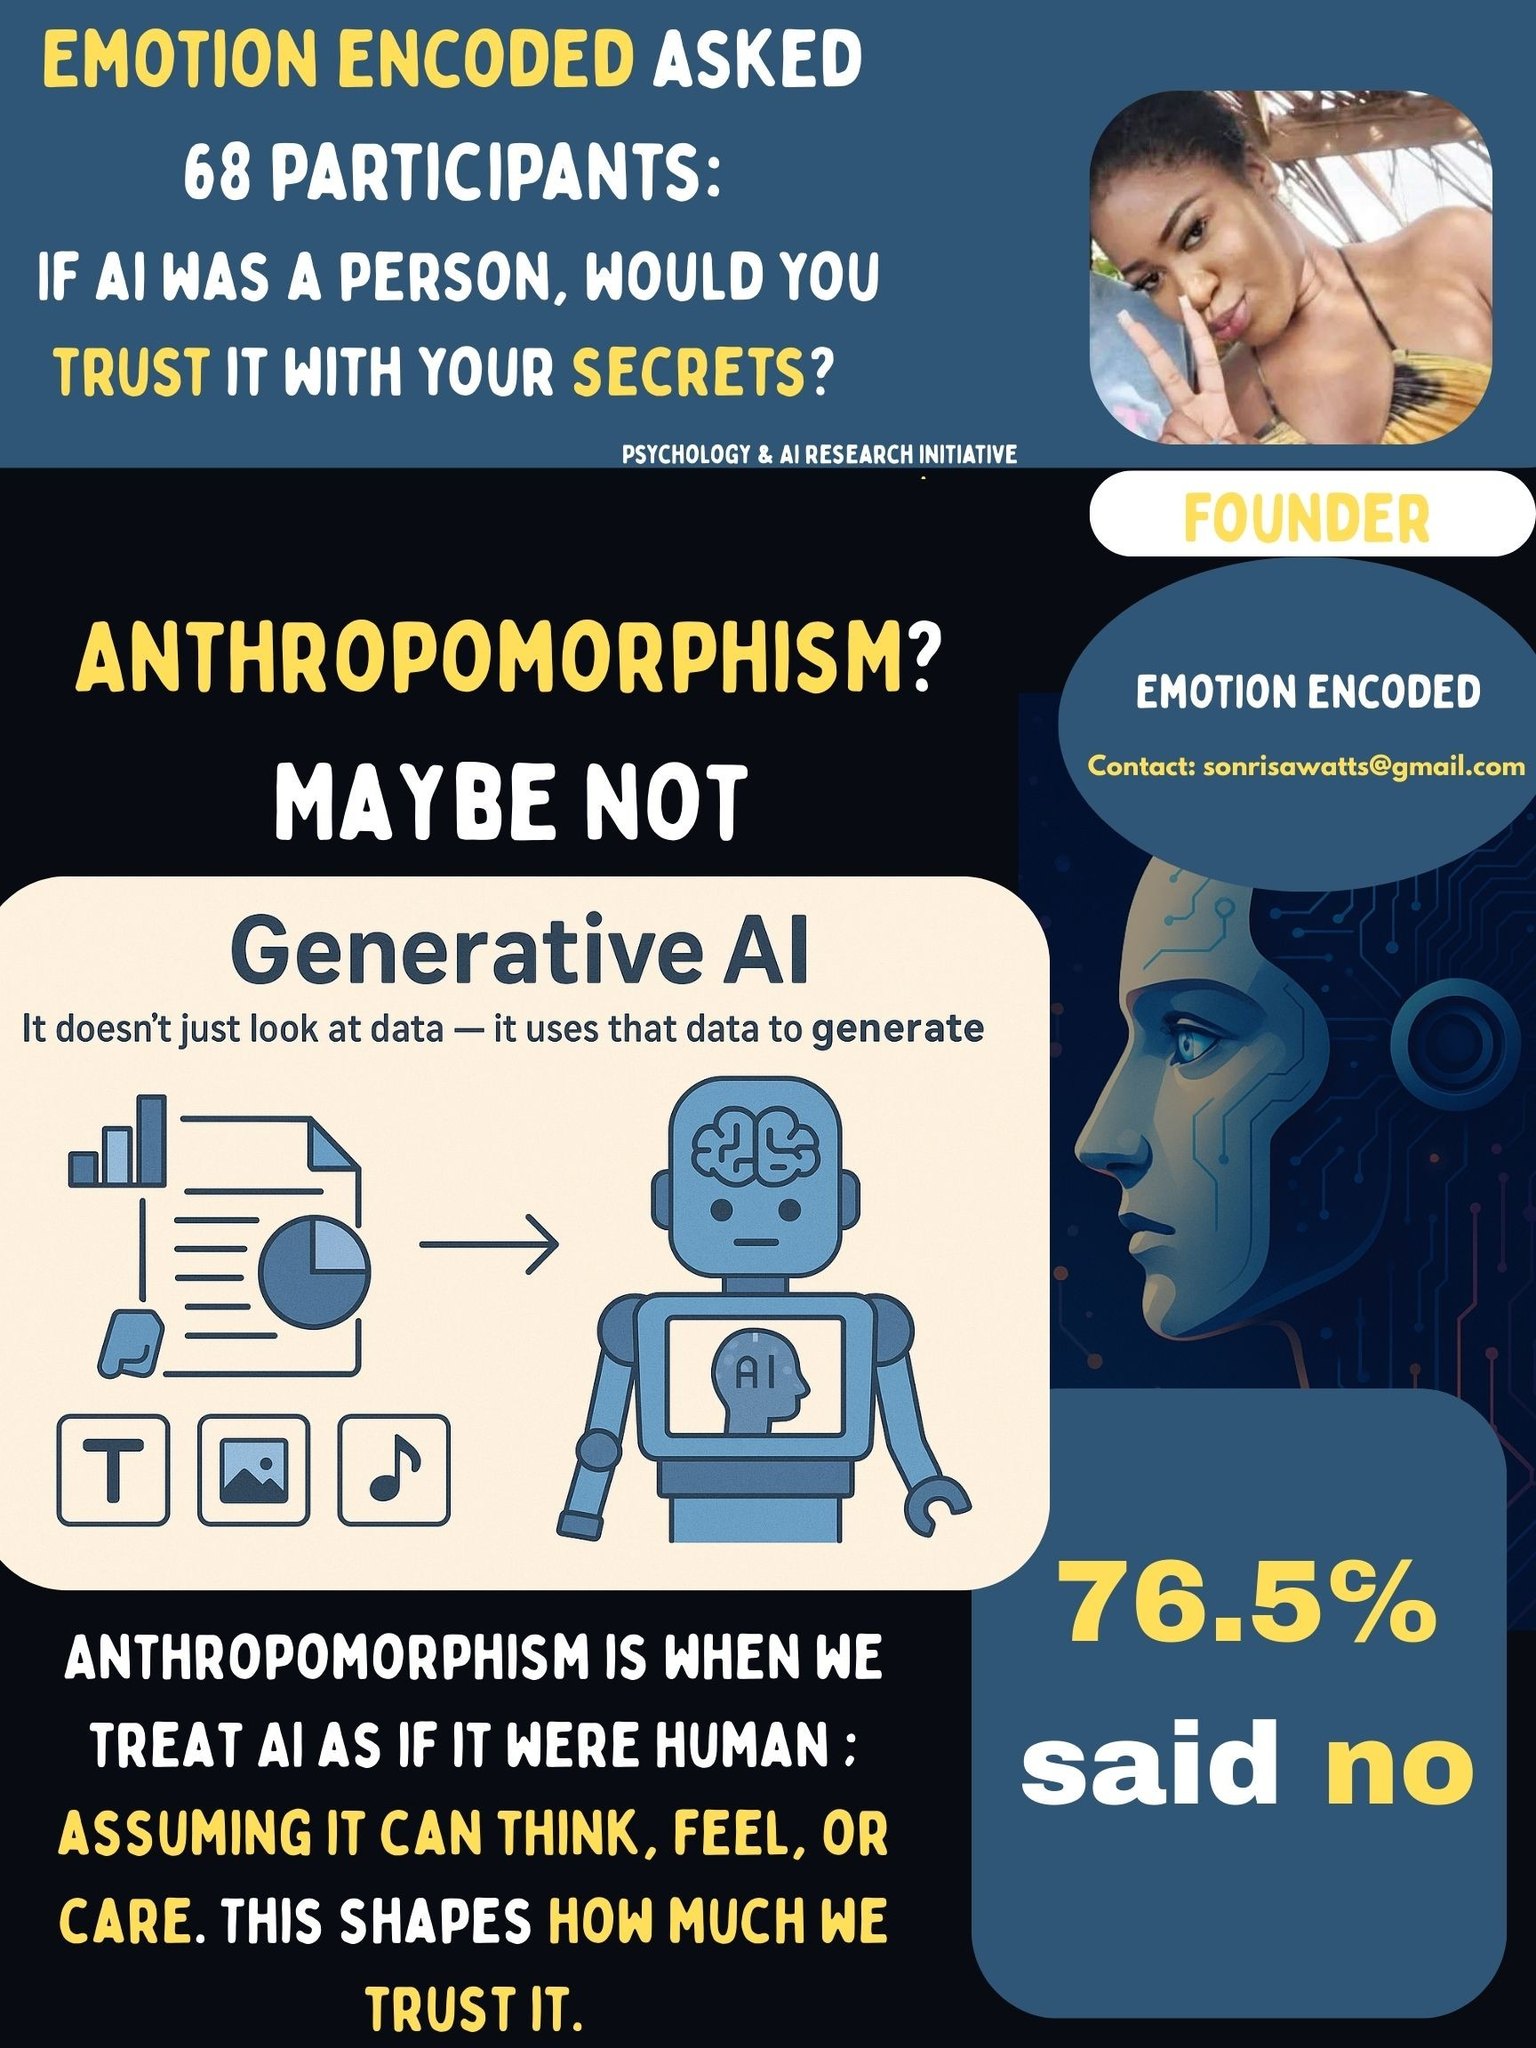 EMOTION ENCODED ASKED
68 PARTICIPANTS:
IF AI WAS A PERSON, WOULD YOU
TRUST IT WITH YOUR SECRETS?
PSYCHOLOGY & AI RESEARCH INITIATIVE
FOUNDER
EMOTION ENCODED
Contact: sonrisawatts@gmail.com
ANTHROPOMORPHISM?
MAYBE NOT
Generative AI
It doesn't just look at data — it uses that data to generate
T
AI
76.5%
said no
ANTHROPOMORPHISM IS WHEN WE
TREAT AI AS IF IT WERE HUMAN :
ASSUMING IT CAN THINK, FEEL, OR
CARE. THIS SHAPES HOW MUCH WE
TRUST IT.